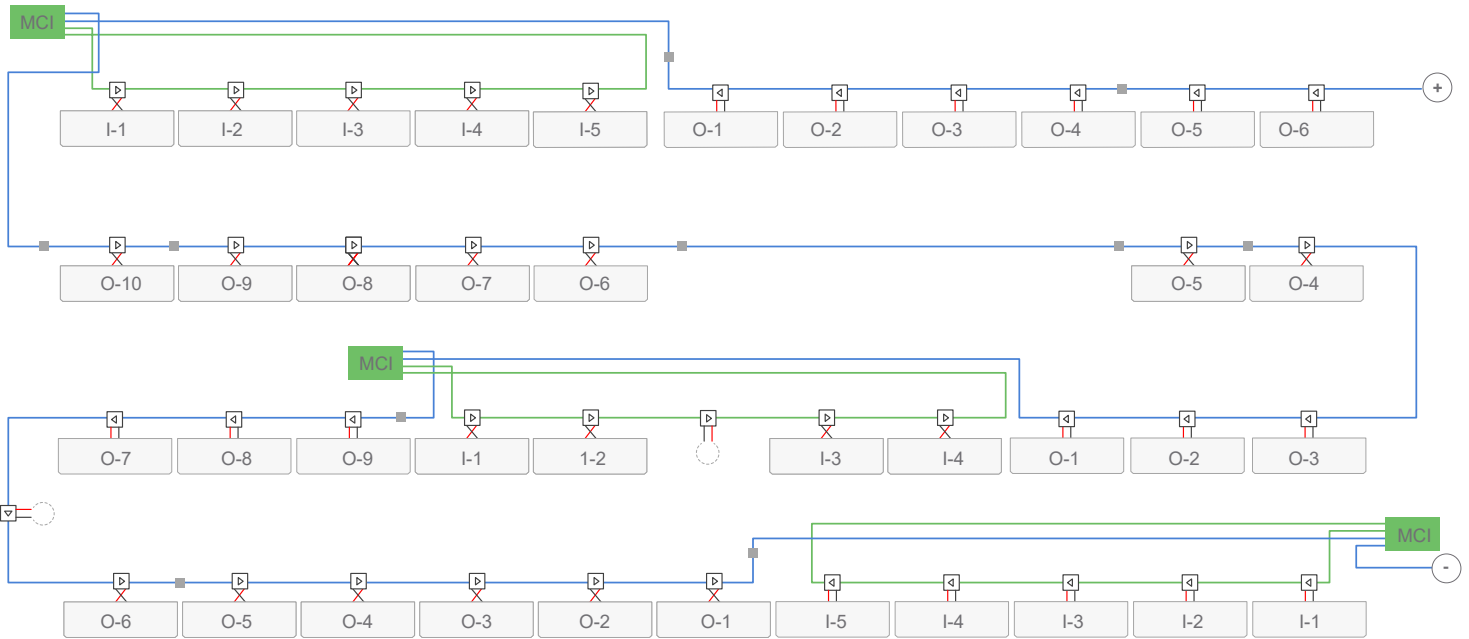 MCI
I-1 I-2 I-3 I-4 I-5 O-1 O-2 O-3 O-4 O-5 O-6 +
O-10 O-9 O-8 O-7 O-6 O-5 O-4
MCI
O-7 O-8 O-9 I-1 1-2 I-3 I-4 O-1 O-2 O-3
MCI
-
O-6 O-5 O-4 O-3 O-2 O-1 I-5 I-4 I-3 I-2 I-1